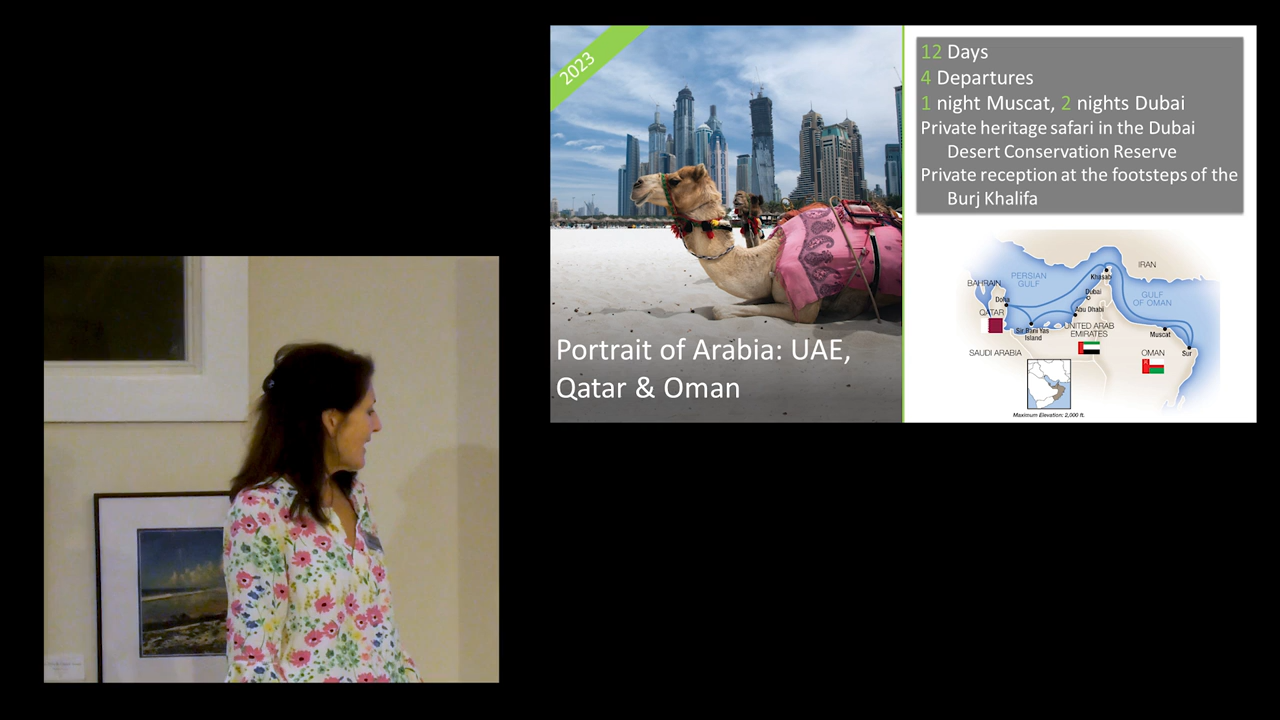 2023
Portrait of Arabia: UAE,
Qatar & Oman
12 Days
4 Departures
1 night Muscat, 2 nights Dubai
Private heritage safari in the Dubai
Desert Conservation Reserve
Private reception at the footsteps of the
Burj Khalifa
IRAN
Khasab
PERSIAN
GULF
BAHRAIN
Dubai
GULF
OF OMAN
Doha
Abu Dhabi
QATAR
Sir Bani Yas
Island
UNITED ARAB
EMIRATES
Muscat
SAUDI ARABIA
OMAN
Sur
Maximum Elevation: 2,000 ft.